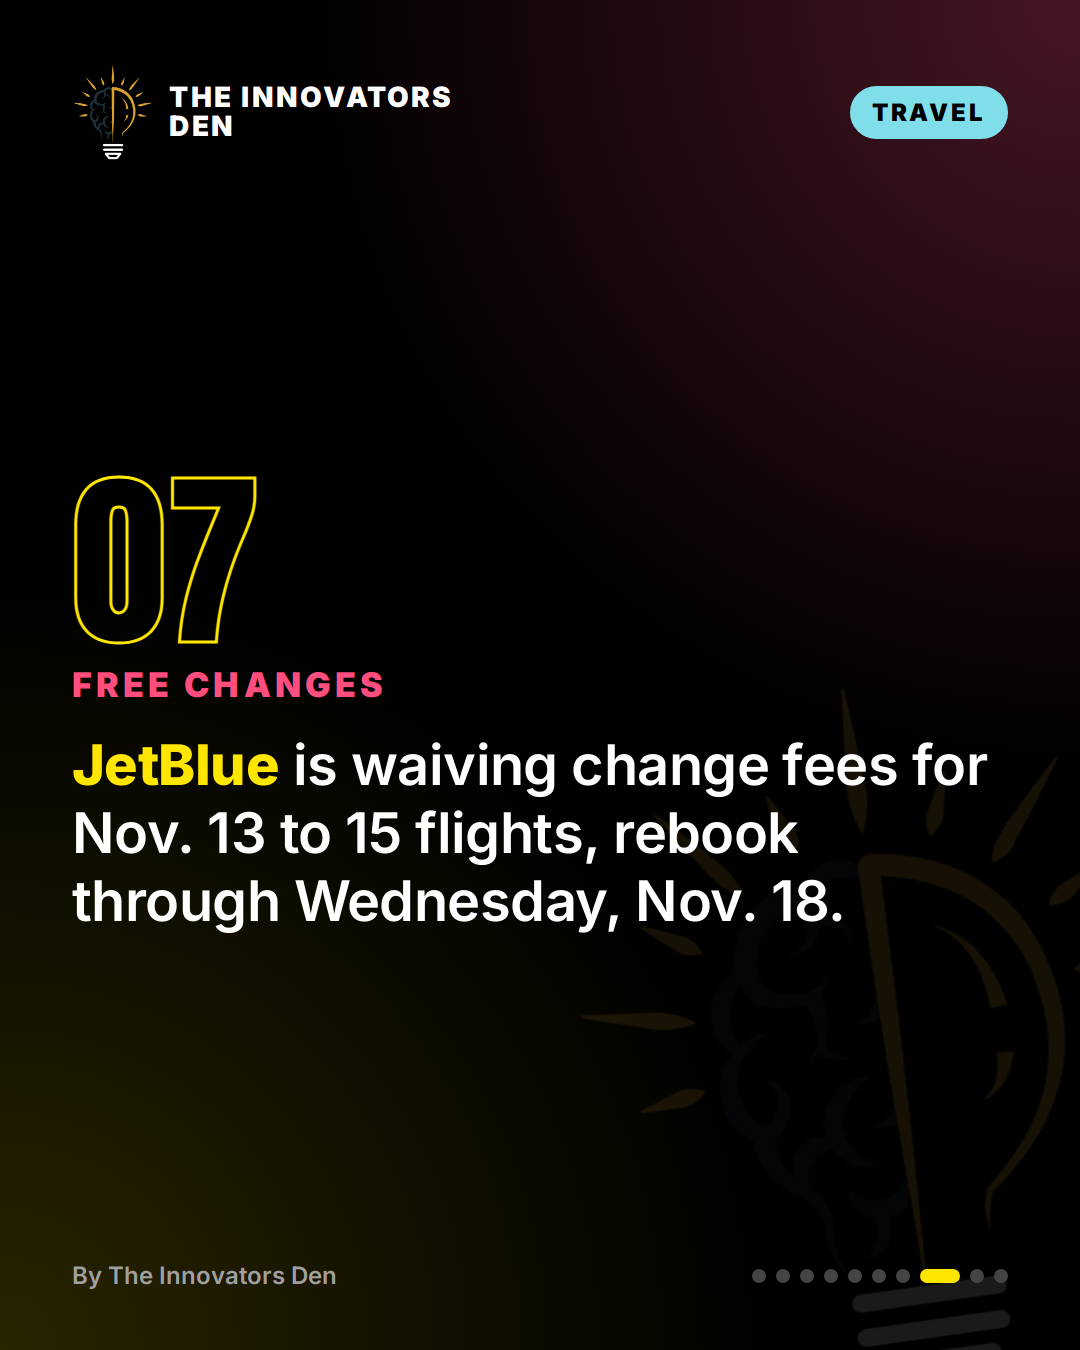 THE INNOVATORS
DEN
TRAVEL
07
FREE CHANGES
JetBlue is waiving change fees for
Nov. 13 to 15 flights, rebook
through Wednesday, Nov. 18.
By The Innovators Den